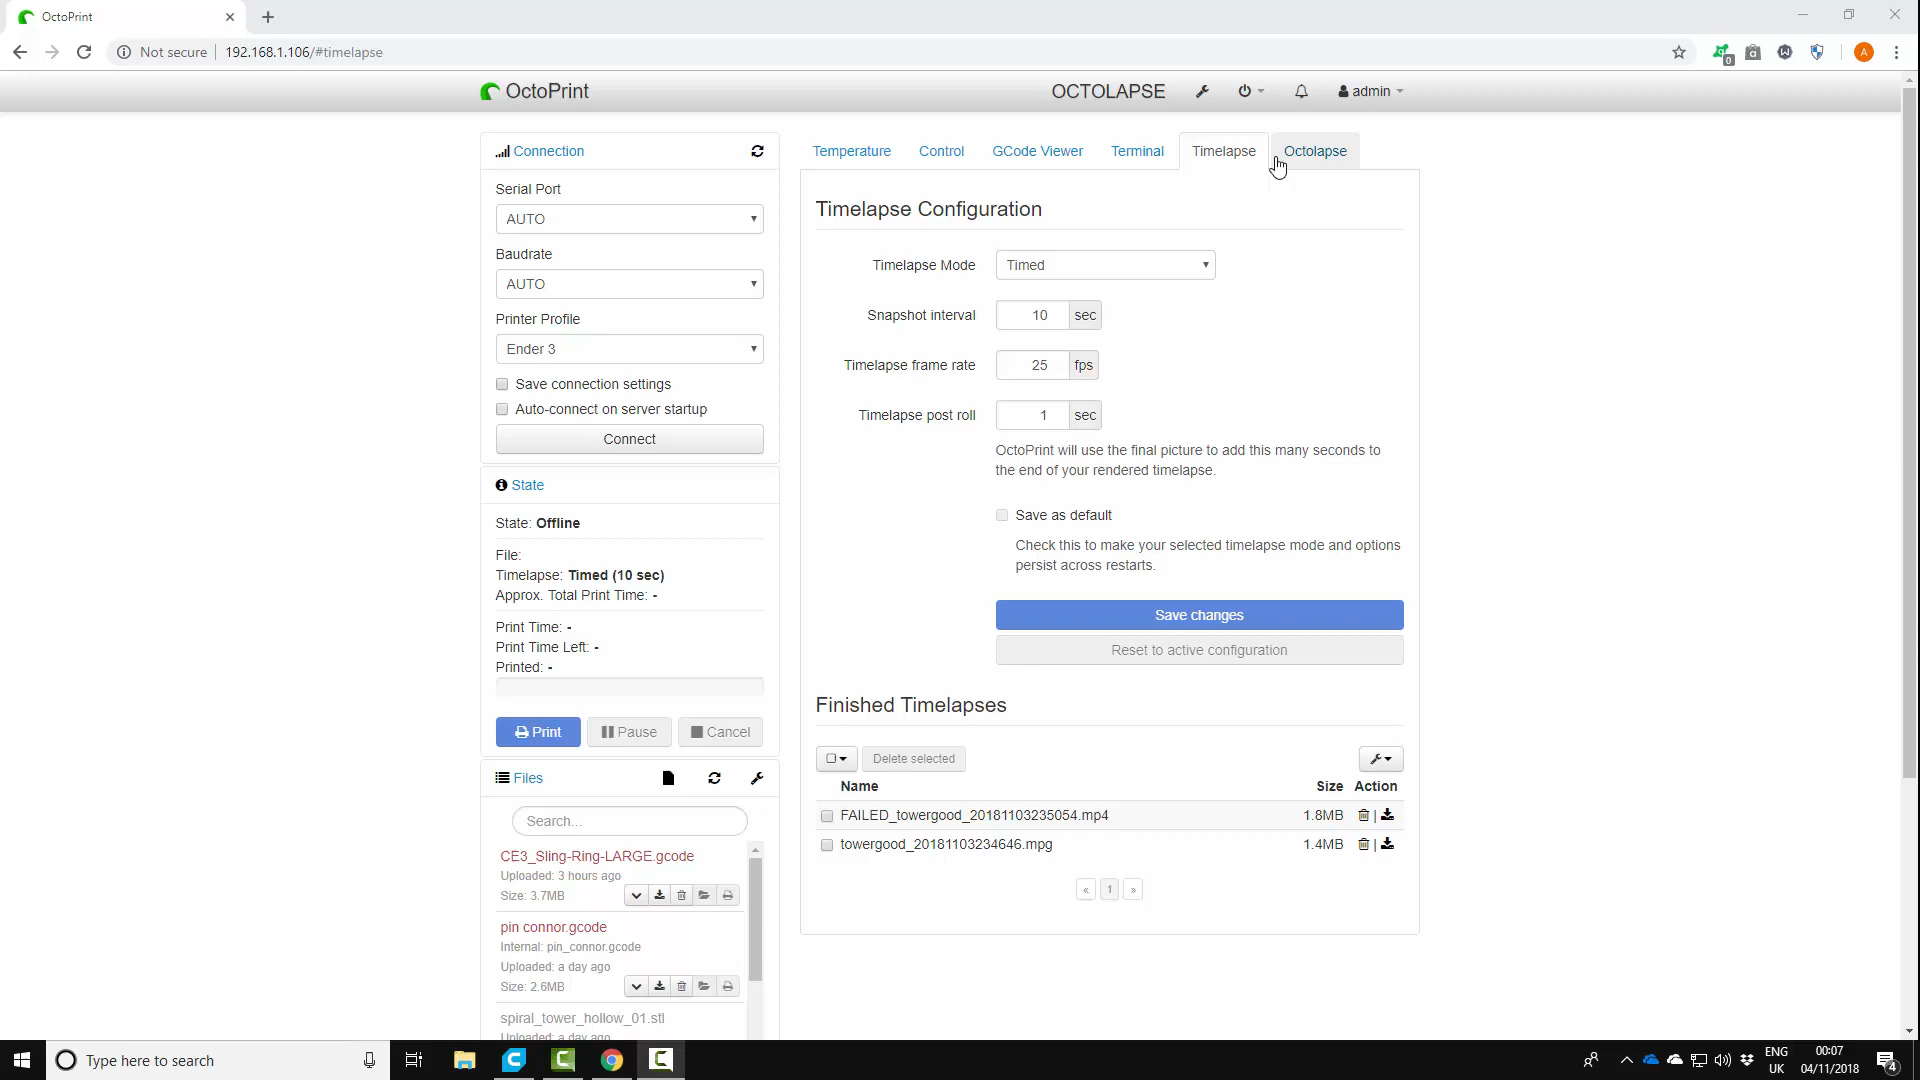 OctoPrint
Not secure
192.168.1.106/#timelapse
0
A
OctoPrint
OCTOLAPSE
admin
Connection
Serial Port
AUTO
Baudrate
AUTO
Printer Profile
Ender 3
Save connection settings
Auto-connect on server startup
Connect
State
State: Offline
File:
Timelapse: Timed (10 sec)
Approx. Total Print Time: -
Print Time: -
Print Time Left: -
Printed: -
Print
Pause
Cancel
Files
Search...
CE3_Sling-Ring-LARGE.gcode
Uploaded: 3 hours ago
Size: 3.7MB
pin connor.gcode
Internal: pin_connor.gcode
Uploaded: a day ago
Size: 2.6MB
spiral_tower_hollow_01.stl
Uploaded: a day ago
Temperature
Control
GCode Viewer
Terminal
Timelapse
Octolapse
Timelapse Configuration
Timelapse Mode
Timed
Snapshot interval
10 sec
Timelapse frame rate
25 fps
Timelapse post roll
1 sec
OctoPrint will use the final picture to add this many seconds to
the end of your rendered timelapse.
Save as default
Check this to make your selected timelapse mode and options
persist across restarts.
Save changes
Reset to active configuration
Finished Timelapses
Delete selected
Name Size Action
FAILED_towergood_20181103235054.mp4 1.8MB |
towergood_20181103234646.mpg 1.4MB |
« 1 »
Type here to search
ENG
UK
00:07
04/11/2018
4